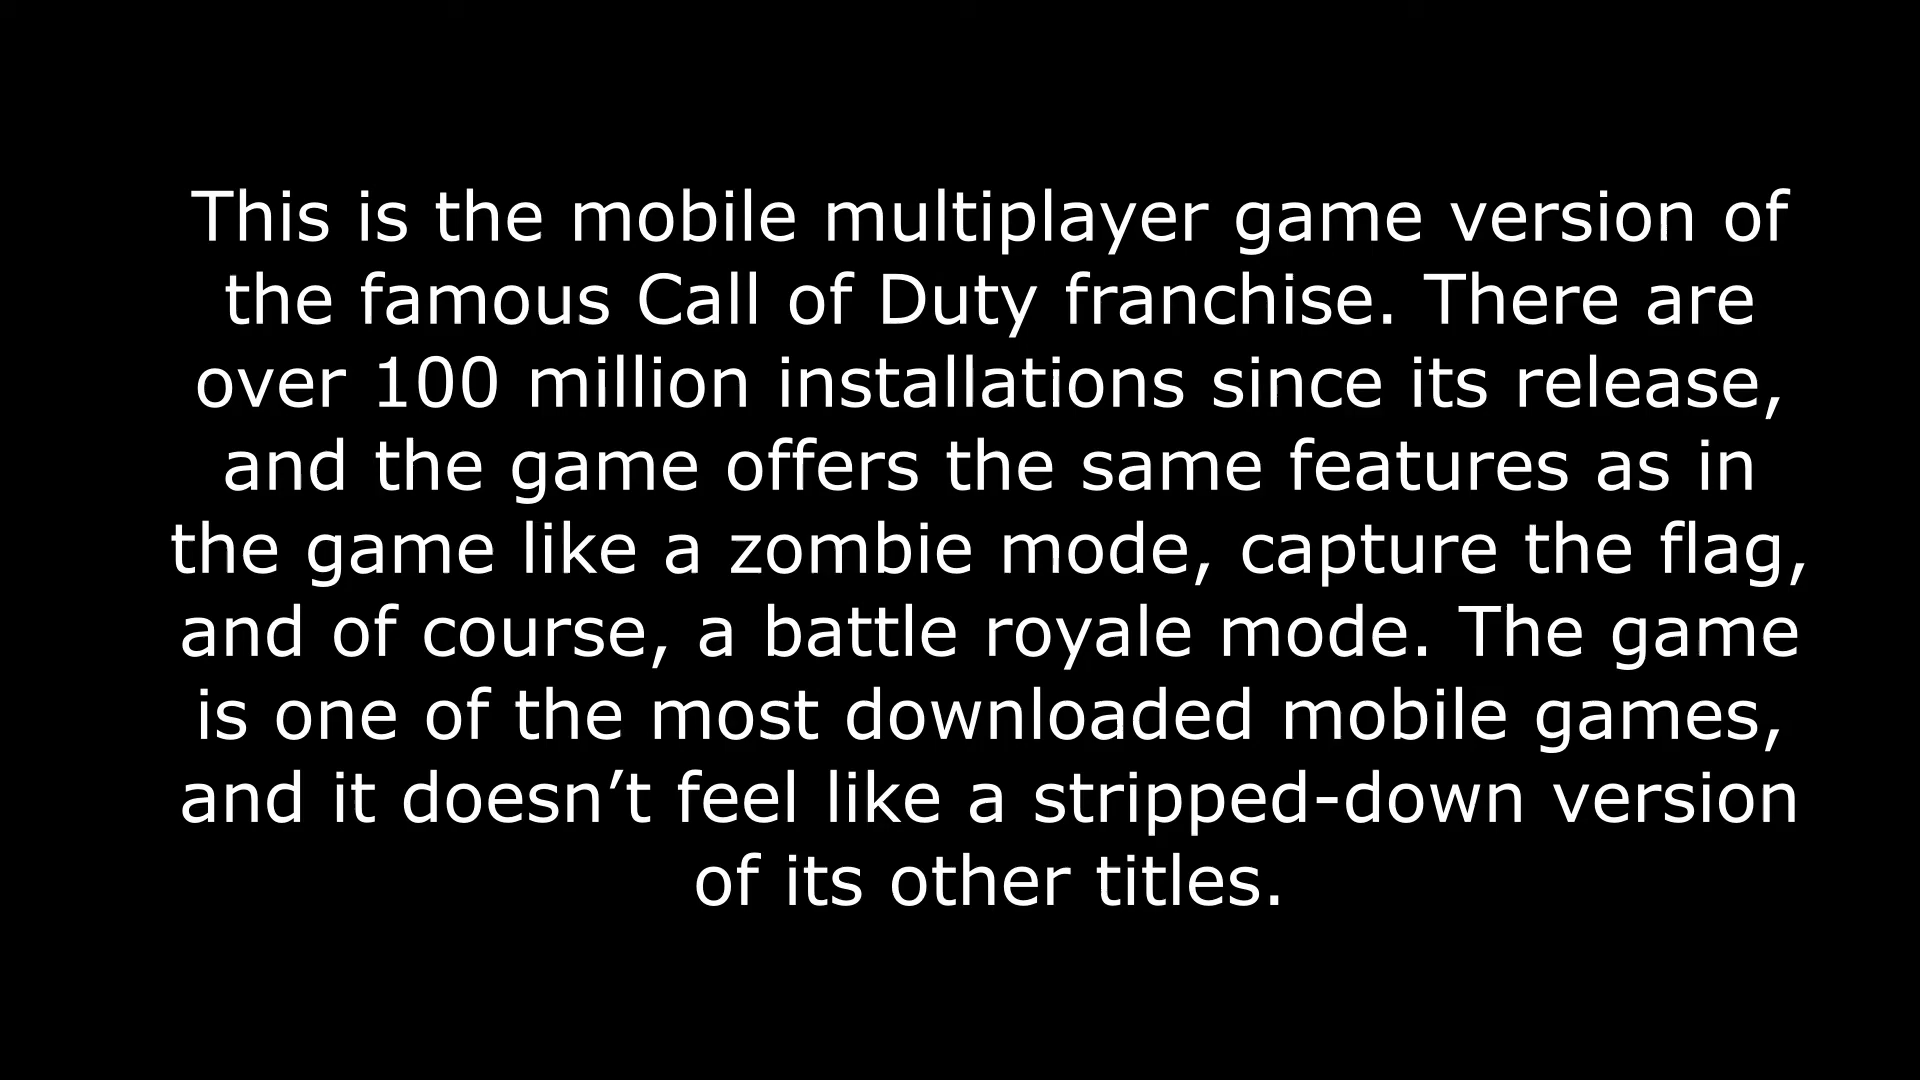 This is the mobile multiplayer game version of
the famous Call of Duty franchise. There are
over 100 million installations since its release,
and the game offers the same features as in
the game like a zombie mode, capture the flag,
and of course, a battle royale mode. The game
is one of the most downloaded mobile games,
and it doesn’t feel like a stripped-down version
of its other titles.